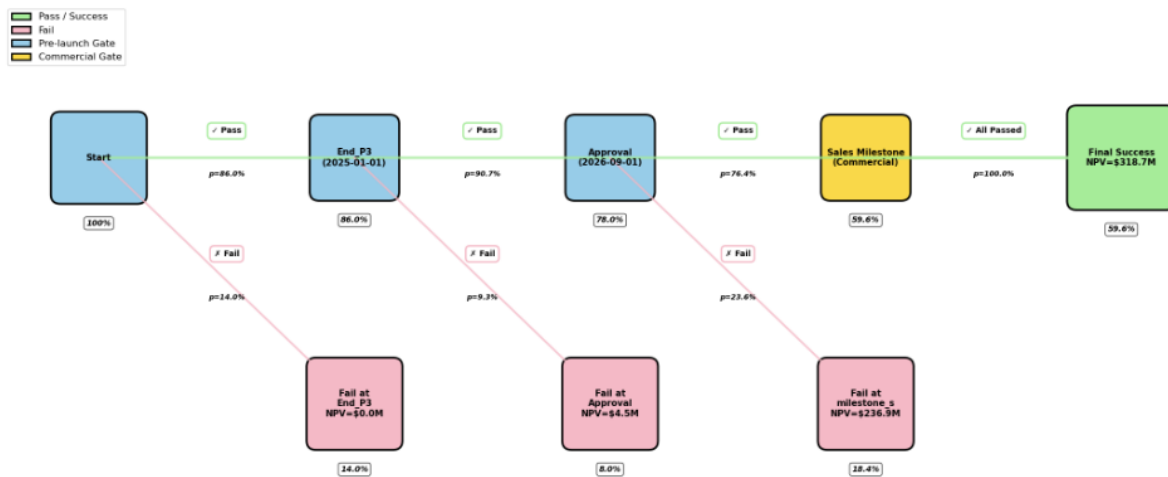 Pass / Success
Fail
Pre-launch Gate
Commercial Gate
✓ Pass
✓ Pass
✓ Pass
✓ All Passed
Start
End_P3
(2025-01-01)
Approval
(2026-09-01)
Sales Milestone
(Commercial)
Final Success
NPV=$318.7M
p=86.0%
p=90.7%
p=76.4%
p=100.0%
100%
86.0%
78.0%
59.6%
59.6%
✗ Fail
✗ Fail
✗ Fail
p=14.0%
p=9.3%
p=23.6%
Fail at
End_P3
NPV=$0.0M
Fail at
Approval
NPV=$4.5M
Fail at
milestone_s
NPV=$236.9M
14.0%
8.0%
18.4%